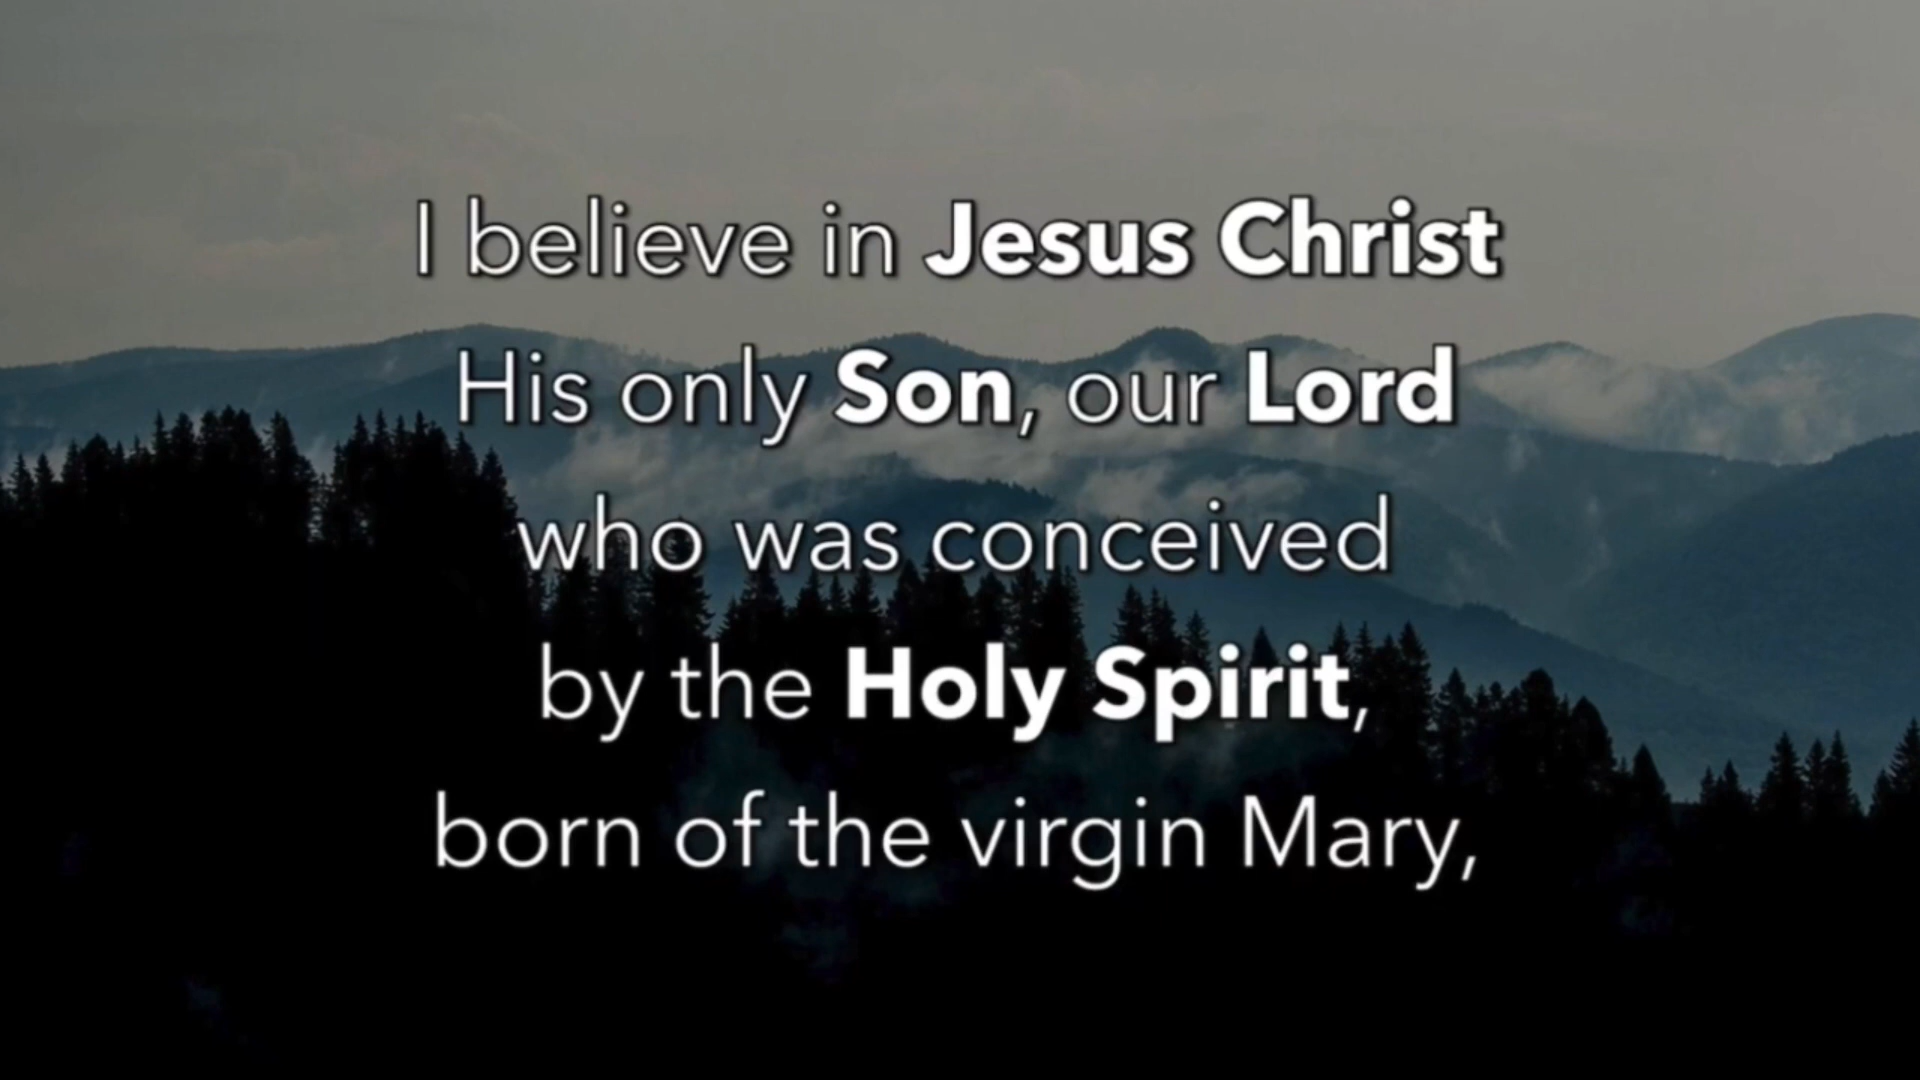 I believe in Jesus Christ
His only Son, our Lord
who was conceived
by the Holy Spirit,
born of the virgin Mary,